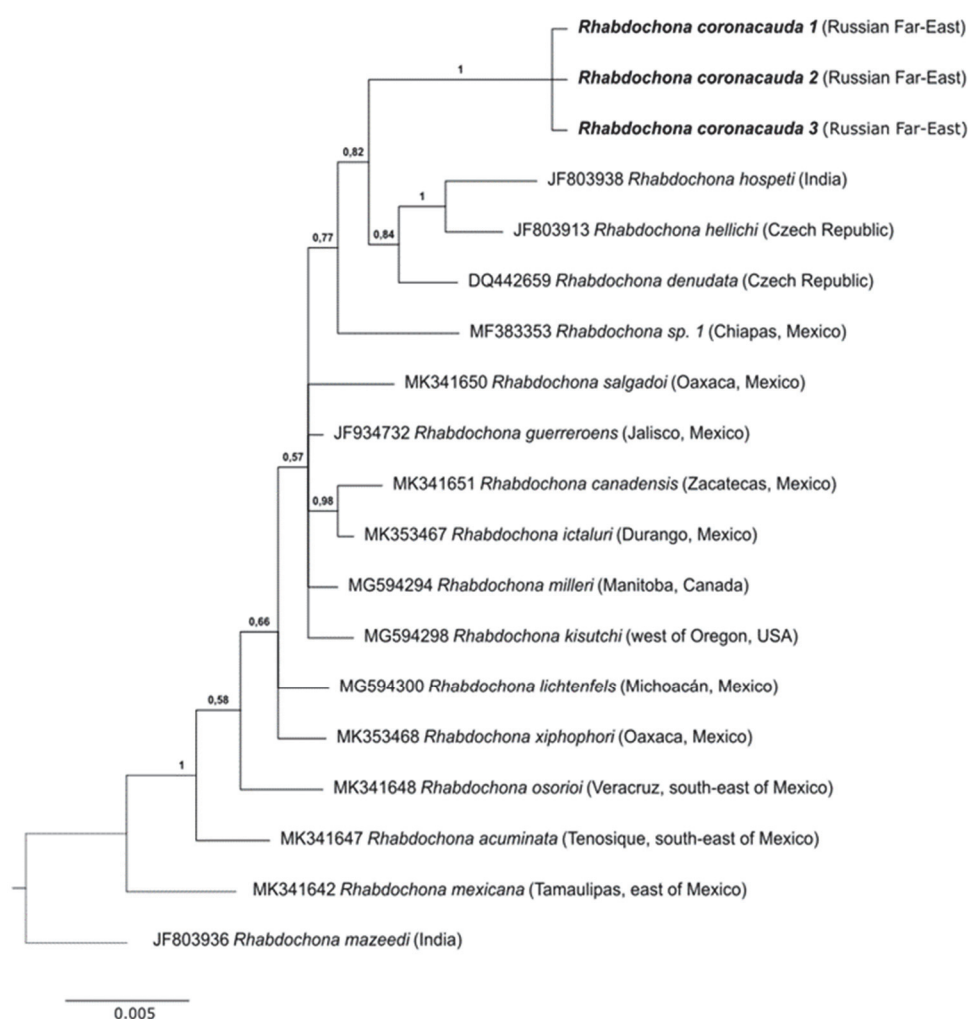 Rhabdochona coronacauda 1 (Russian Far-East)
1
Rhabdochona coronacauda 2 (Russian Far-East)
Rhabdochona coronacauda 3 (Russian Far-East)
0,82
JF803938 Rhabdochona hospeti (India)
1
JF803913 Rhabdochona hellichi (Czech Republic)
0,77
0,84
DQ442659 Rhabdochona denudata (Czech Republic)
MF383353 Rhabdochona sp. 1 (Chiapas, Mexico)
MK341650 Rhabdochona salgadoi (Oaxaca, Mexico)
JF934732 Rhabdochona guerreroens (Jalisco, Mexico)
0,57
MK341651 Rhabdochona canadensis (Zacatecas, Mexico)
0,98
MK353467 Rhabdochona ictaluri (Durango, Mexico)
MG594294 Rhabdochona milleri (Manitoba, Canada)
0,66
MG594298 Rhabdochona kisutchi (west of Oregon, USA)
MG594300 Rhabdochona lichtenfels (Michoacán, Mexico)
0,58
MK353468 Rhabdochona xiphophori (Oaxaca, Mexico)
1
MK341648 Rhabdochona osorioi (Veracruz, south-east of Mexico)
MK341647 Rhabdochona acuminata (Tenosique, south-east of Mexico)
MK341642 Rhabdochona mexicana (Tamaulipas, east of Mexico)
JF803936 Rhabdochona mazeedi (India)
0.005